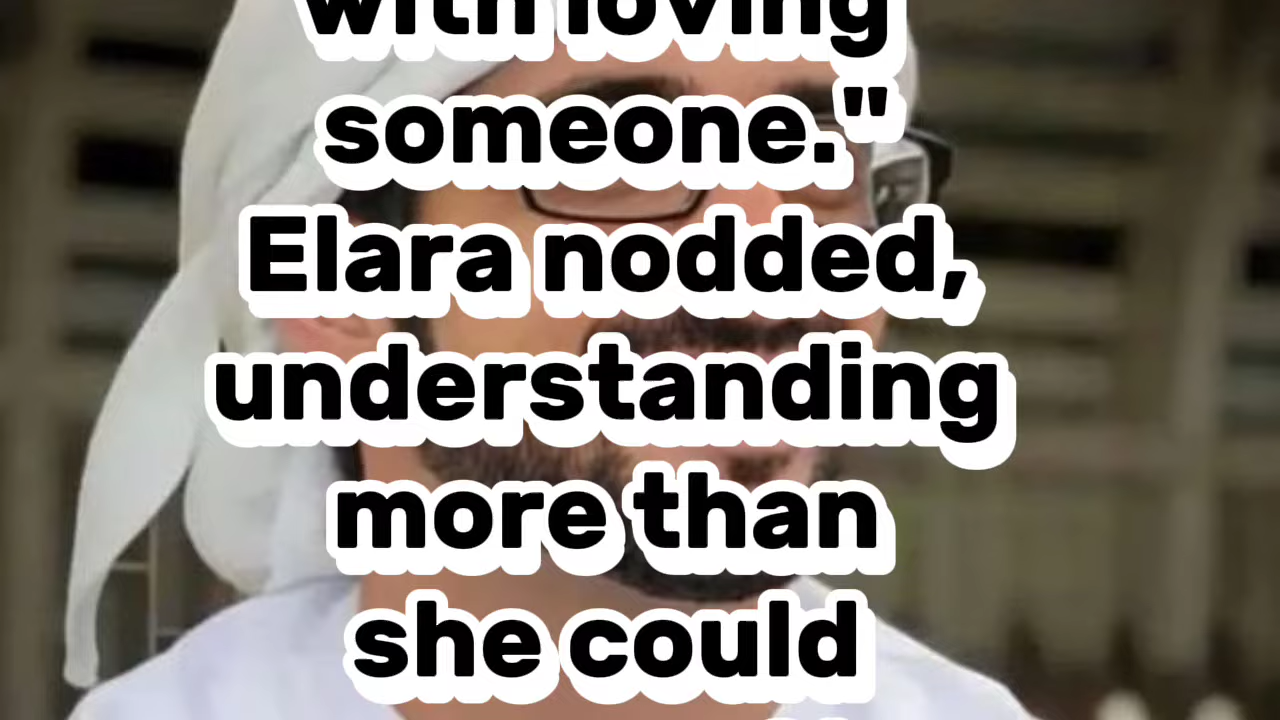 with loving
someone."
Elara nodded,
understanding
more than
she could